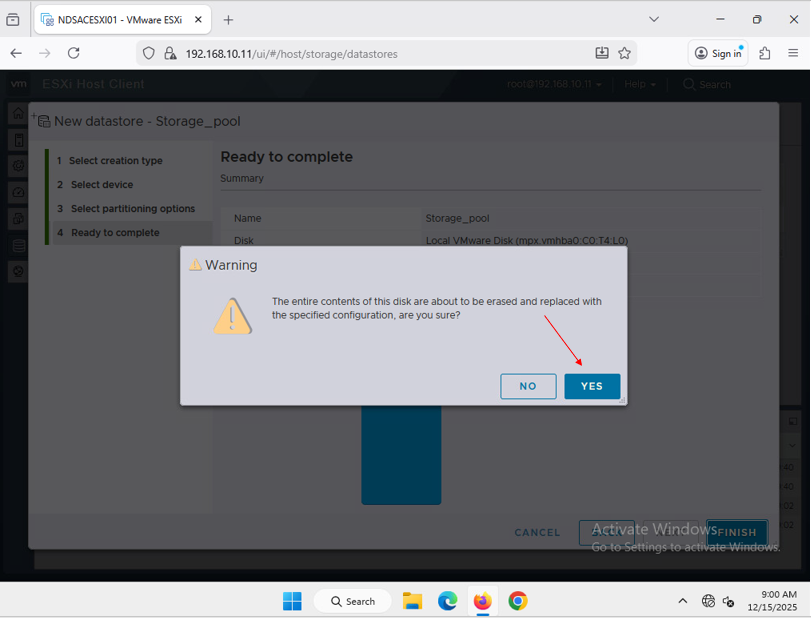 NDSACESXI01 - VMware ESXi
192.168.10.11/ui/#/host/storage/datastores
Sign in
vm ESXi Host Client
root@192.168.10.11
Help
Search
New datastore - Storage_pool
1 Select creation type
2 Select device
3 Select partitioning options
4 Ready to complete
Ready to complete
Summary
Name Storage_pool
Disk Local VMware Disk (mpx.vmhba0:C0:T4:L0)
Warning
The entire contents of this disk are about to be erased and replaced with
the specified configuration, are you sure?
NO YES
CANCEL
FINISH
Activate Windows
Go to Settings to activate Windows.
Search
9:00 AM
12/15/2025